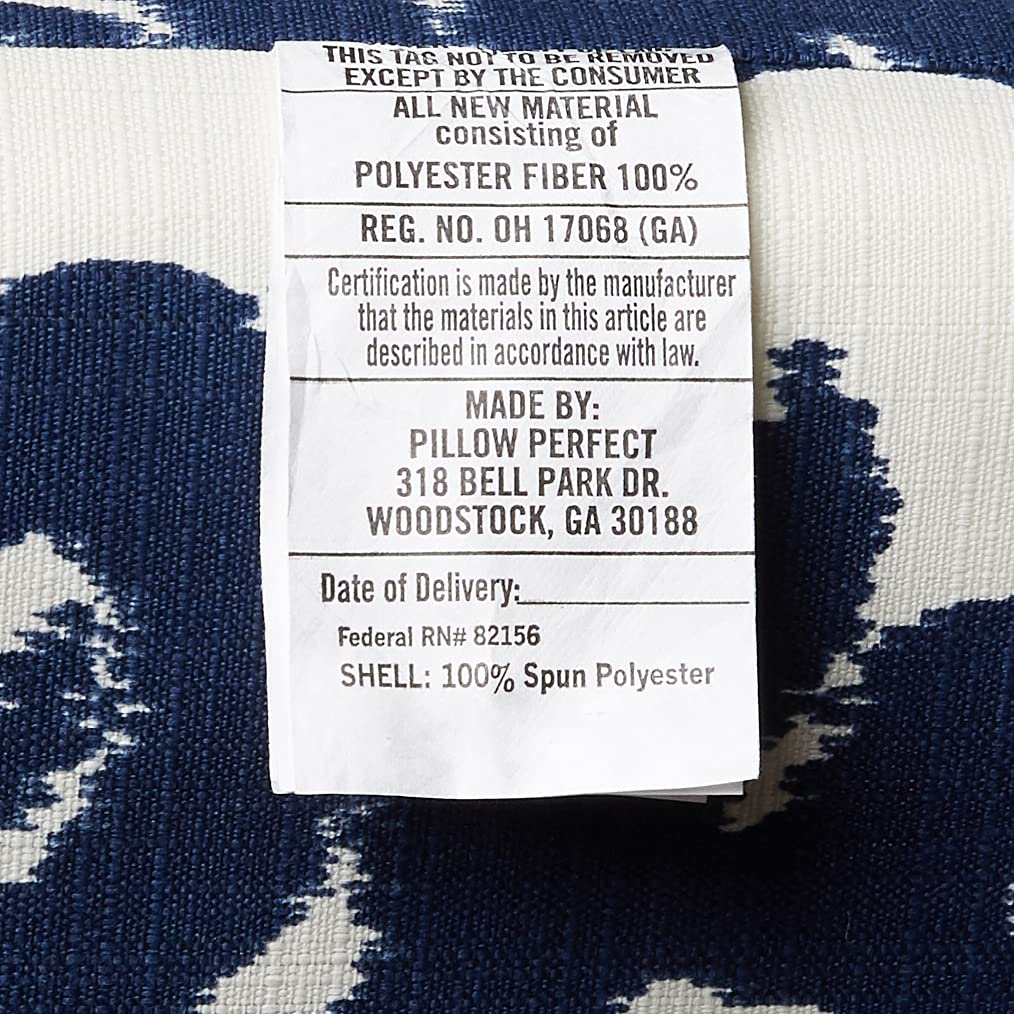 THIS TAG NOT TO BE REMOVED
EXCEPT BY THE CONSUMER
ALL NEW MATERIAL
consisting of
POLYESTER FIBER 100%
REG. NO. OH 17068 (GA)
Certification is made by the manufacturer
that the materials in this article are
described in accordance with law.
MADE BY:
PILLOW PERFECT
318 BELL PARK DR.
WOODSTOCK, GA 30188
Date of Delivery:
Federal RN# 82156
SHELL: 100% Spun Polyester